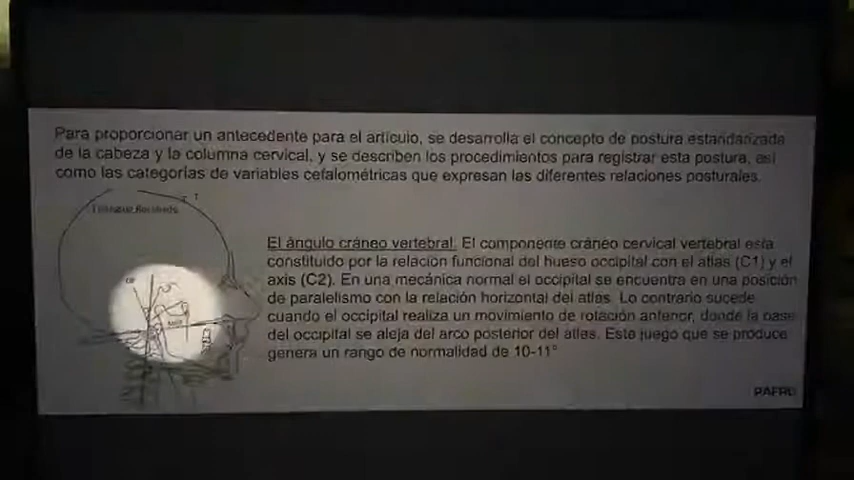 Para proporcionar un antecedente para el artículo, se desarrolla el concepto de postura estandarizada
de la cabeza y la columna cervical, y se describen los procedimientos para registrar esta postura, así
como las categorías de variables cefalométricas que expresan las diferentes relaciones posturales.
El ángulo cráneo vertebral. El componente cráneo cervical vertebral esta
constituido por la relación funcional del hueso occipital con el atlas (C1) y el
axis (C2). En una mecánica normal el occipital se encuentra en una posición
de paralelismo con la relación horizontal del atlas. Lo contrario sucede
cuando el occipital realiza un movimiento de rotación anterior, donde la base
del occipital se aleja del arco posterior del atlas. Este juego que se produce
genera un rango de normalidad de 10-11°